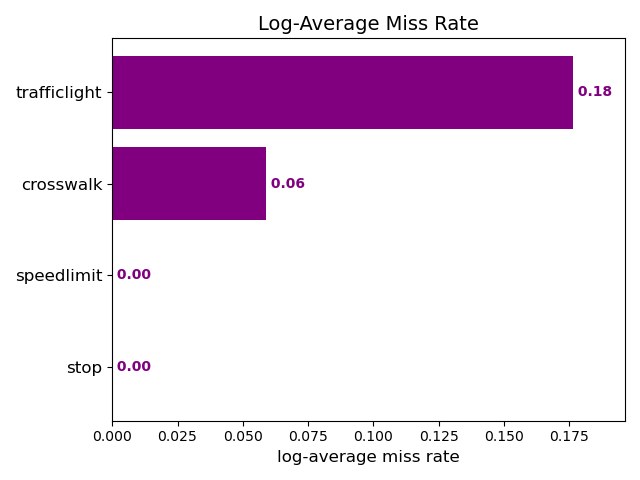 Log-Average Miss Rate
trafficlight
0.18
crosswalk
0.06
speedlimit
0.00
stop
0.00
0.000 0.025 0.050 0.075 0.100 0.125 0.150 0.175
log-average miss rate